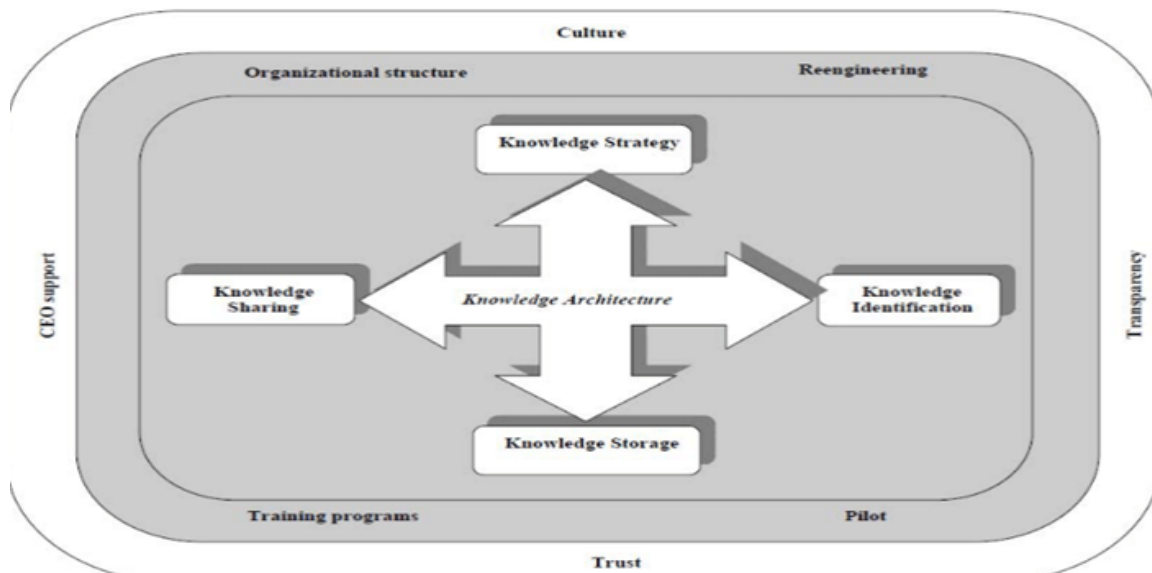 Culture
Organizational structure
Reengineering
Knowledge Strategy
CEO support
Knowledge
Sharing
Knowledge Architecture
Knowledge
Identification
Transparency
Knowledge Storage
Training programs
Pilot
Trust